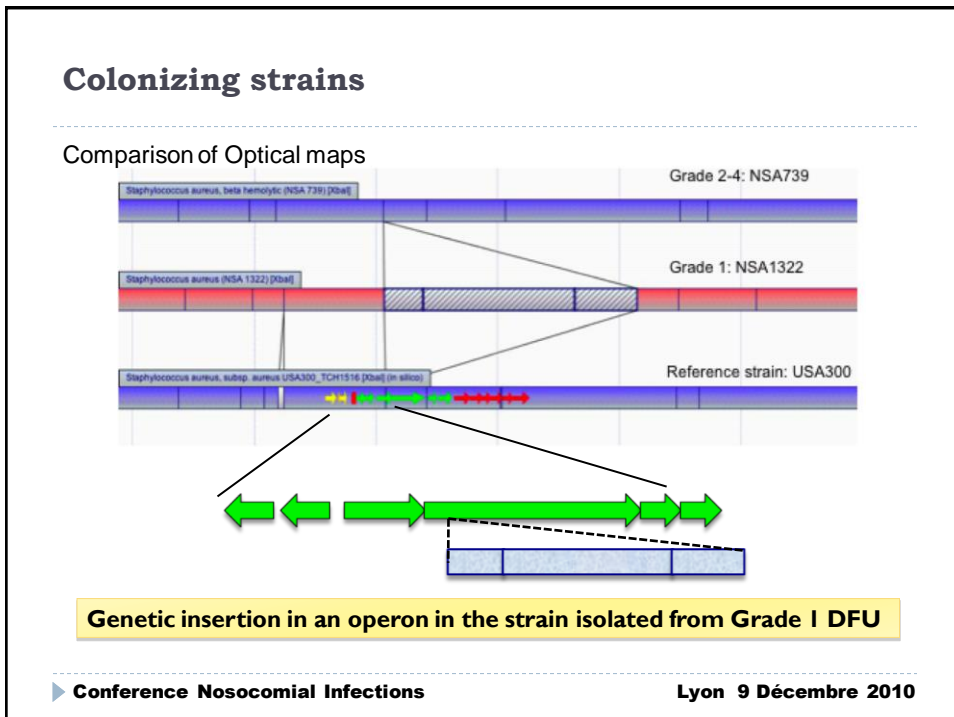 Colonizing strains
Comparison of Optical maps
Grade 2-4: NSA739
Staphylococcus aureus, beta hemolytic (NSA 739) [XbaI]
Grade 1: NSA1322
Staphylococcus aureus (NSA 1322) [XbaI]
Reference strain: USA300
Staphylococcus aureus, subsp. aureus USA300_TCH1516 [XbaI] (in silico)
Genetic insertion in an operon in the strain isolated from Grade 1 DFU
Conference Nosocomial Infections
Lyon 9 Décembre 2010